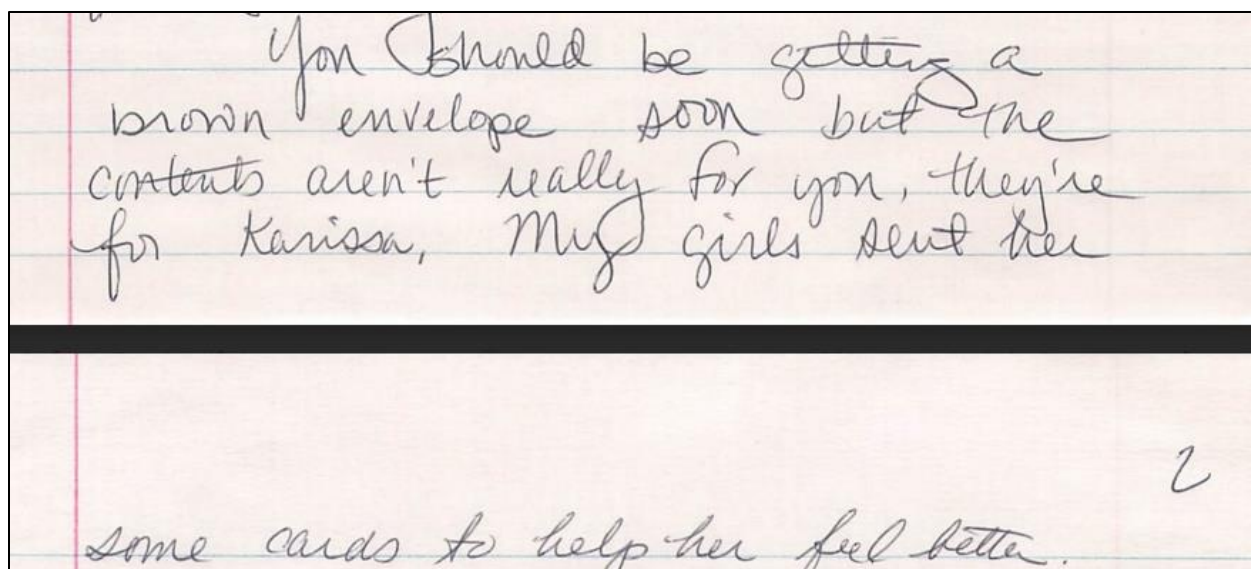 You should be getting a
brown envelope soon but the
contents aren't really for you, they're
for Karissa, My girls sent her
2
some cards to help her feel better.